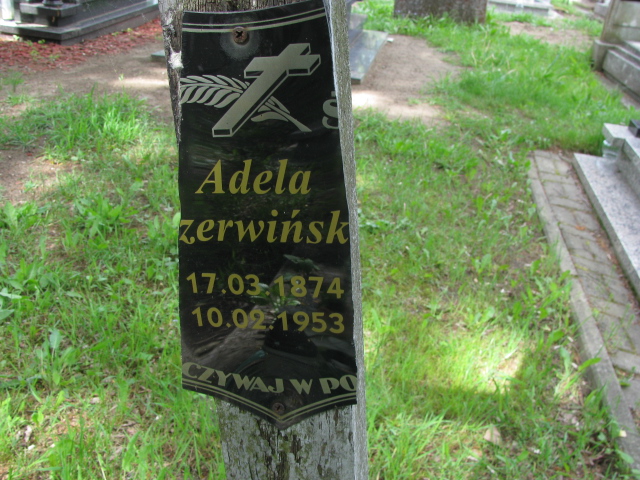 Ś
Adela
zerwińsk
17.03.1874
10.02.1953
CZYWAJ W PO